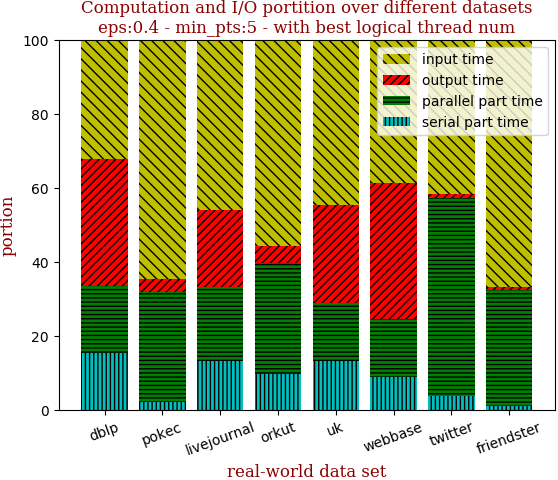 Computation and I/O portion over different datasets
eps:0.4 - min_pts:5 - with best logical thread num
100
80
60
40
20
0
portion
input time
output time
parallel part time
serial part time
dblp
pokec
livejournal
orkut
uk
webbase
twitter
friendster
real-world data set